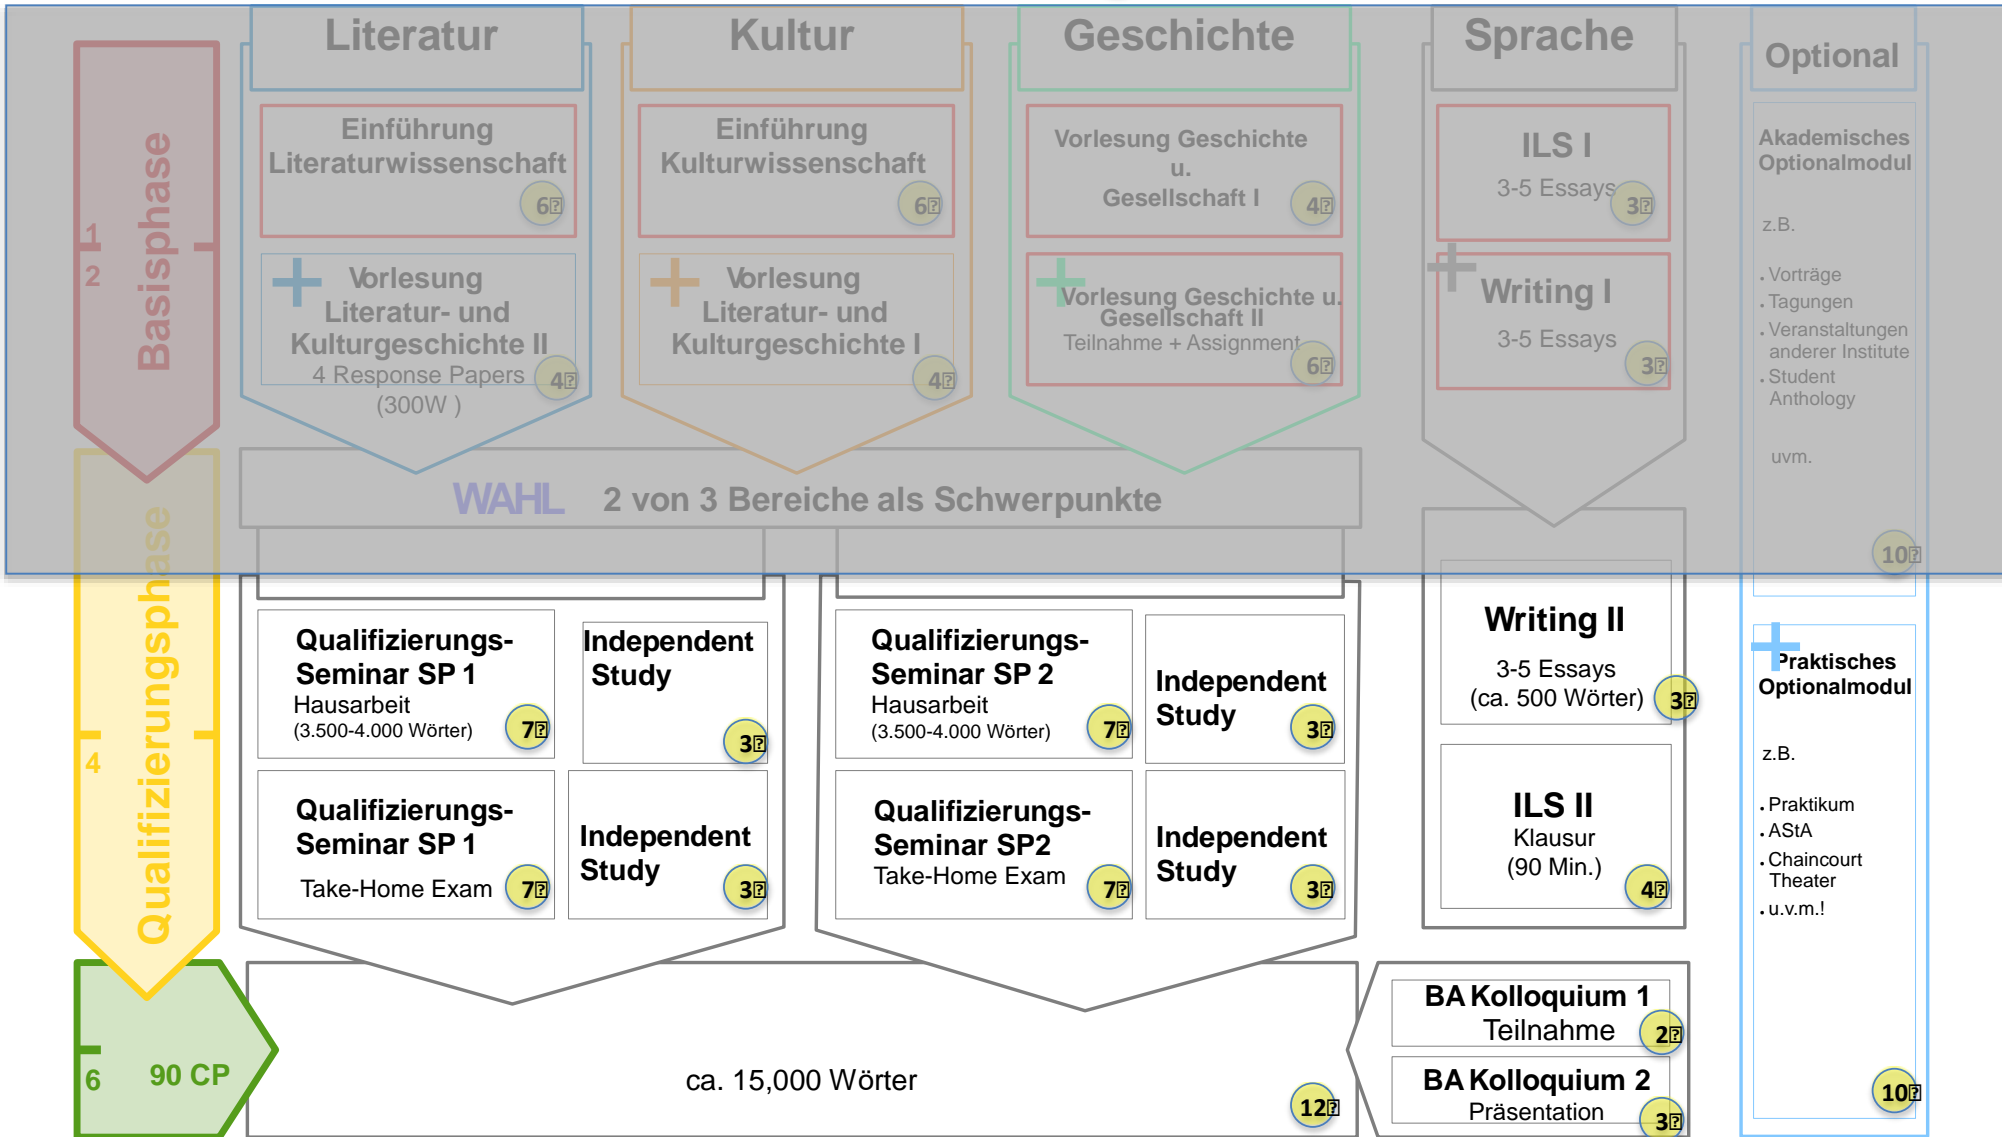 Literatur
Kultur
Geschichte
Sprache
Optional
Basisphase
1
2
Einführung
Literaturwissenschaft
6
Einführung
Kulturwissenschaft
6
Vorlesung Geschichte
u.
Gesellschaft I
4
ILS I
3-5 Essays
3
Akademisches
Optionalmodul
z.B.
. Vorträge
. Tagungen
. Veranstaltungen
anderer Institute
. Student
Anthology
uvm.
10
+ Vorlesung
Literatur- und
Kulturgeschichte II
4 Response Papers
(300W )
4
+ Vorlesung
Literatur- und
Kulturgeschichte I
4
+
Vorlesung Geschichte u.
Gesellschaft II
Teilnahme + Assignment
6
+
Writing I
3-5 Essays
3
WAHL 2 von 3 Bereiche als Schwerpunkte
Qualifizierungsphase
4
Qualifizierungs-
Seminar SP 1
Hausarbeit
(3.500-4.000 Wörter)
7
Independent
Study
3
Qualifizierungs-
Seminar SP 2
Hausarbeit
(3.500-4.000 Wörter)
7
Independent
Study
3
Writing II
3-5 Essays
(ca. 500 Wörter)
3
+
Praktisches
Optionalmodul
z.B.
. Praktikum
. AStA
. Chaincourt
Theater
. u.v.m.!
10
Qualifizierungs-
Seminar SP 1
Take-Home Exam
7
Independent
Study
3
Qualifizierungs-
Seminar SP2
Take-Home Exam
7
Independent
Study
3
ILS II
Klausur
(90 Min.)
4
6
90 CP
ca. 15,000 Wörter
12
BA Kolloquium 1
Teilnahme
2
BA Kolloquium 2
Präsentation
3